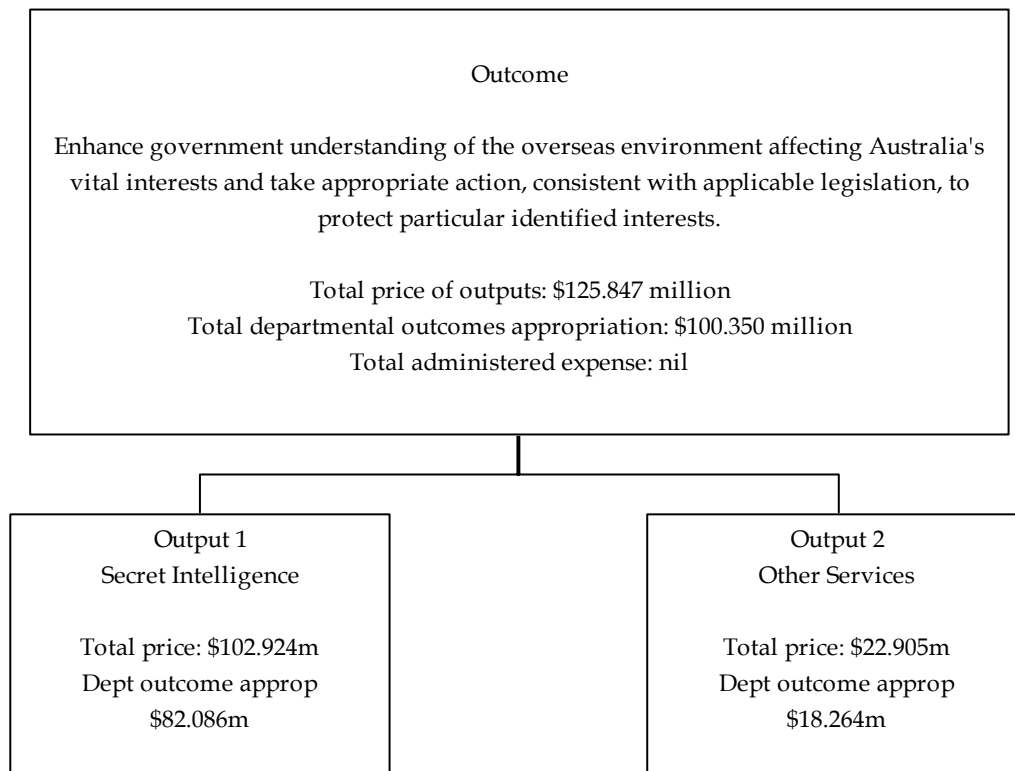 Outcome
Enhance government understanding of the overseas environment affecting Australia's
vital interests and take appropriate action, consistent with applicable legislation, to
protect particular identified interests.
Total price of outputs: $125.847 million
Total departmental outcomes appropriation: $100.350 million
Total administered expense: nil
Output 1
Secret Intelligence
Total price: $102.924m
Dept outcome approp
$82.086m
Output 2
Other Services
Total price: $22.905m
Dept outcome approp
$18.264m